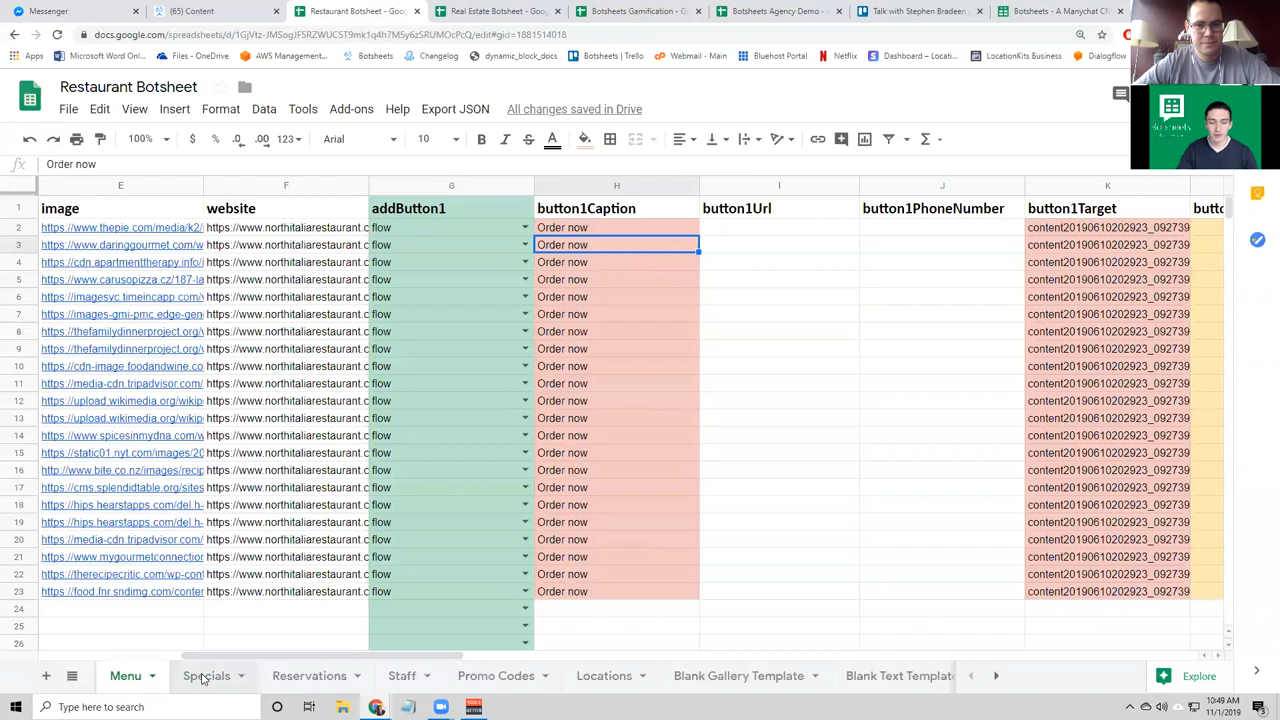 Messenger
(65) Content
Restaurant Botsheet - Goog
Real Estate Botsheet - Goog
Botsheets Gamification - G
Botsheets Agency Demo -
Talk with Stephen Bradeen
Botsheets - A Manychat Ch
docs.google.com/spreadsheets/d/1GjVtz-JMSogJF5RZWUC5T9mk1q4h7M5y6zSRUMOcPcQ/edit#gid=1881514018
Apps
Microsoft Word Onl...
Files - OneDrive
AWS Management...
Botsheets
Changelog
dynamic_block_docs
Botsheets | Trello
Webmail - Main
Bluehost Portal
Netflix
Dashboard – Locati...
LocationKits Economy
Dialogflow
Restaurant Botsheet
File Edit View Insert Format Data Tools Add-ons Help Export JSON All changes saved in Drive
100% $ % .0 .00 123 Arial 10 B I S A
fx Order now
E F G H I J K
1 image website addButton1 button1Caption button1Url button1PhoneNumber button1Target
2 https://www.thepie.com/media/k2/ https://www.northitaliarestaurant.c flow Order now content20190610202923_092739
3 https://www.daringgourmet.com/w https://www.northitaliarestaurant.c flow Order now content20190610202923_092739
4 https://cdn.apartmenttherapy.info/i https://www.northitaliarestaurant.c flow Order now content20190610202923_092739
5 https://www.carusopizza.cz/187-la https://www.northitaliarestaurant.c flow Order now content20190610202923_092739
6 https://imagesvc.timeincapp.com/ https://www.northitaliarestaurant.c flow Order now content20190610202923_092739
7 https://images-gmi-pmc.edge-gen https://www.northitaliarestaurant.c flow Order now content20190610202923_092739
8 https://thefamilydinnerproject.org/ https://www.northitaliarestaurant.c flow Order now content20190610202923_092739
9 https://thefamilydinnerproject.org/ https://www.northitaliarestaurant.c flow Order now content20190610202923_092739
10 https://cdn-image.foodandwine.co https://www.northitaliarestaurant.c flow Order now content20190610202923_092739
11 https://media-cdn.tripadvisor.com/ https://www.northitaliarestaurant.c flow Order now content20190610202923_092739
12 https://upload.wikimedia.org/wikip https://www.northitaliarestaurant.c flow Order now content20190610202923_092739
13 https://upload.wikimedia.org/wikip https://www.northitaliarestaurant.c flow Order now content20190610202923_092739
14 https://www.spicesinmydna.com/w https://www.northitaliarestaurant.c flow Order now content20190610202923_092739
15 https://static01.nyt.com/images/20 https://www.northitaliarestaurant.c flow Order now content20190610202923_092739
16 http://www.bite.co.nz/images/recip https://www.northitaliarestaurant.c flow Order now content20190610202923_092739
17 https://cms.splendidtable.org/sites https://www.northitaliarestaurant.c flow Order now content20190610202923_092739
18 https://hips.hearstapps.com/del.h- https://www.northitaliarestaurant.c flow Order now content20190610202923_092739
19 https://hips.hearstapps.com/del.h- https://www.northitaliarestaurant.c flow Order now content20190610202923_092739
20 https://media-cdn.tripadvisor.com/ https://www.northitaliarestaurant.c flow Order now content20190610202923_092739
21 https://www.mygourmetconnection https://www.northitaliarestaurant.c flow Order now content20190610202923_092739
22 https://therecipecritic.com/wp-cont https://www.northitaliarestaurant.c flow Order now content20190610202923_092739
23 https://food.fnr.sndimg.com/conter https://www.northitaliarestaurant.c flow Order now content20190610202923_092739
24
25
26
Menu Specials Reservations Staff Promo Codes Locations Blank Gallery Template Blank Text Templat Explore
Type here to search
10:49 AM
11/1/2019